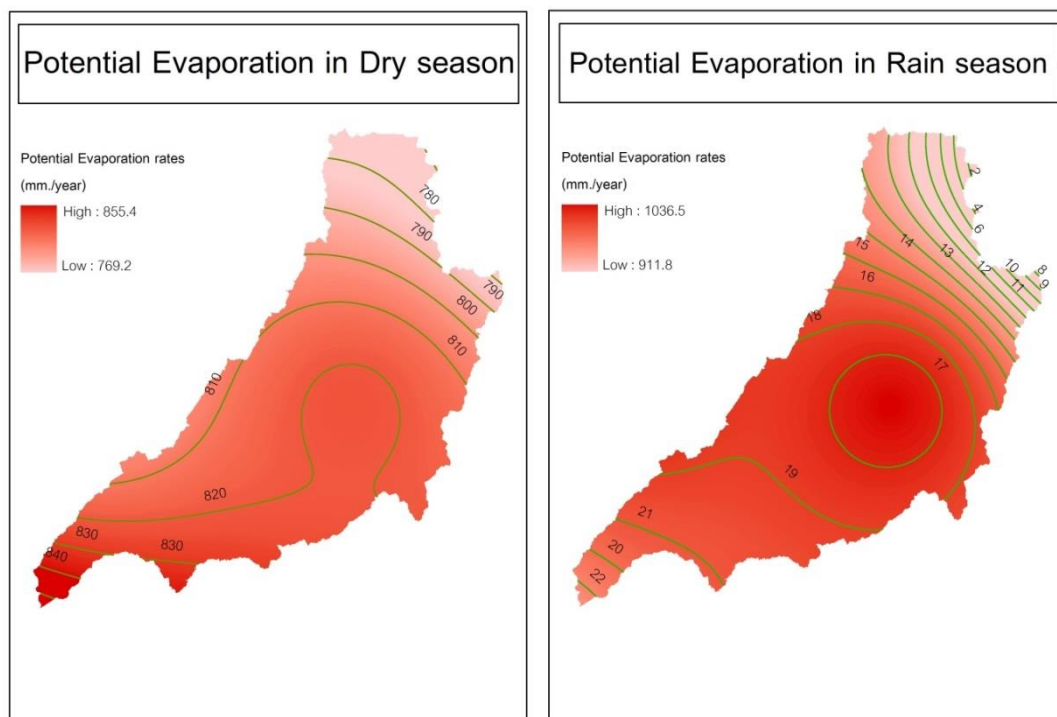 Potential Evaporation in Dry season
Potential Evaporation rates
(mm./year)
High : 855.4
Low : 769.2
780
790
790
800
810
810
820
830
830
840
Potential Evaporation in Rain season
Potential Evaporation rates
(mm./year)
High : 1036.5
Low : 911.8
2
4
6
8
9
10
11
12
13
14
15
16
17
18
19
21
20
22